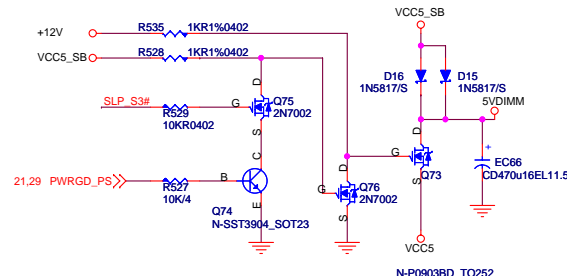 R535 1KR1%0402 VCC5_SB
+12V
R528 1KR1%0402
VCC5_SB
D16 D15
1N5817/S 1N5817/S
5VDIMM
D
Q75
SLP_S3# G 2N7002
R529
10KR0402
S
D
+
EC66
G
CD470u16EL11.5
C
Q73
21,29 PWRGD_PS B
D
R527
10K/4
Q76
G 2N7002
S
E
Q74
S
N-SST3904_SOT23
VCC5
N-P0903BD_TO252